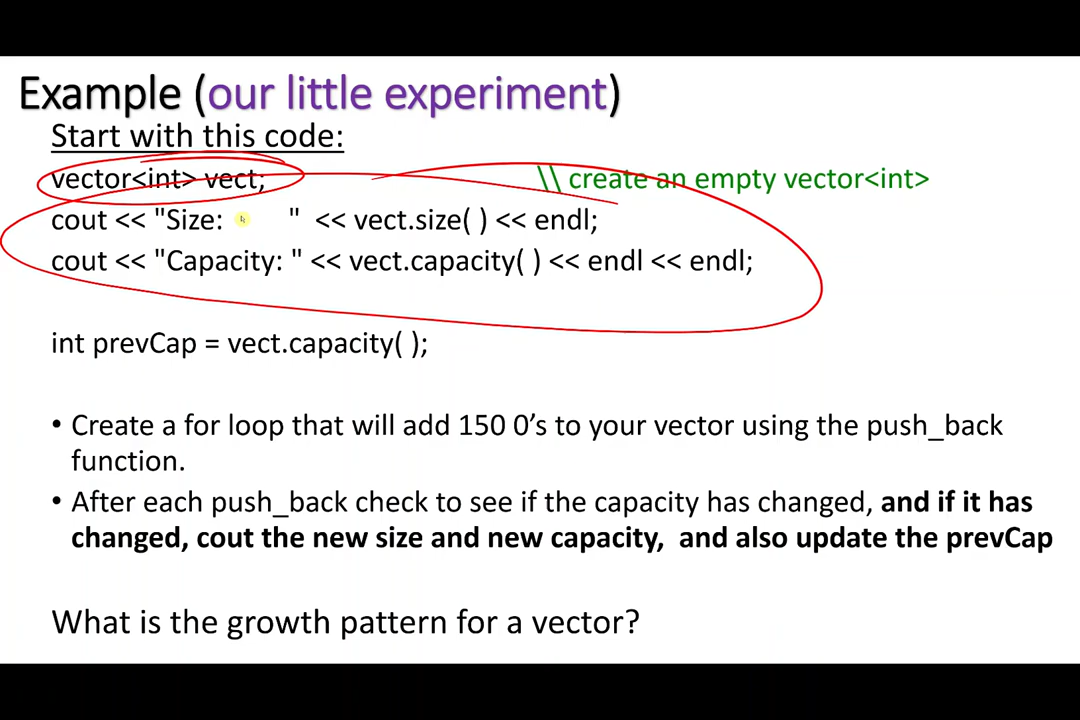 Example (our little experiment)
Start with this code:
vector<int> vect; \\ create an empty vector<int>
cout << "Size: " << vect.size( ) << endl;
cout << "Capacity: " << vect.capacity( ) << endl << endl;
int prevCap = vect.capacity( );
• Create a for loop that will add 150 0’s to your vector using the push_back
function.
• After each push_back check to see if the capacity has changed, and if it has
changed, cout the new size and new capacity, and also update the prevCap
What is the growth pattern for a vector?